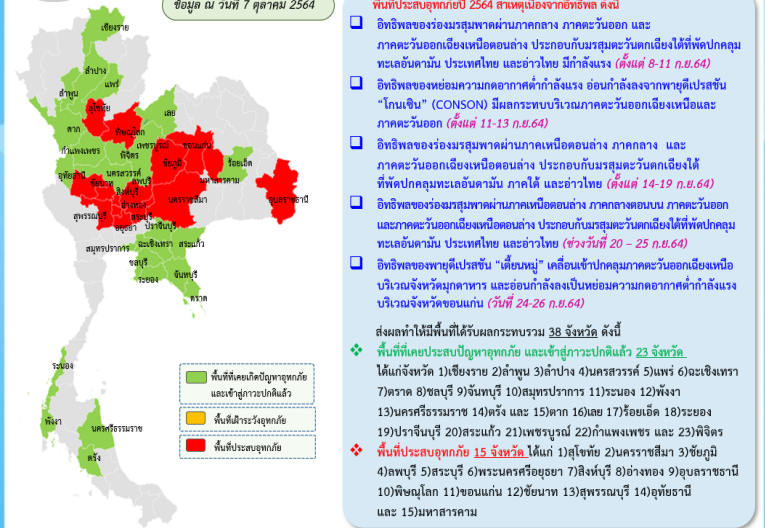 ข้อมูล ณ วันที่ 7 ตุลาคม 2564
เชียงราย
ลำปาง
แพร่
ลำพูน
สุโขทัย
เลย
ตาก
พิษณุโลก
เพชรบูรณ์
ขอนแก่น
กำแพงเพชร
พิจิตร
ชัยภูมิ
ร้อยเอ็ด
อุทัยธานี
นครสวรรค์
มหาสารคาม
ชัยนาท
ลพบุรี
สิงห์บุรี
นครราชสีมา
อุบลราชธานี
อ่างทอง
สุพรรณบุรี
สระบุรี
อยุธยา
ปราจีนบุรี
สมุทรปราการ
ฉะเชิงเทรา
สระแก้ว
ชลบุรี
ระยอง
จันทบุรี
ตราด
ระนอง
พังงา
นครศรีธรรมราช
ตรัง
พื้นที่ที่เคยเกิดปัญหาอุทกภัย
และเข้าสู่ภาวะปกติแล้ว
พื้นที่เฝ้าระวังอุทกภัย
พื้นที่ประสบอุทกภัย
พื้นที่ประสบอุทกภัยปี 2564 สาเหตุเนื่องจากอิทธิพล ดังนี้
อิทธิพลของร่องมรสุมพาดผ่านภาคกลาง ภาคตะวันออก และ
ภาคตะวันออกเฉียงเหนือตอนล่าง ประกอบกับมรสุมตะวันตกเฉียงใต้ที่พัดปกคลุม
ทะเลอันดามัน ประเทศไทย และอ่าวไทย มีกำลังแรง (ตั้งแต่ 8-11 ก.ย.64)
อิทธิพลของหย่อมความกดอากาศต่ำกำลังแรง อ่อนกำลังลงจากพายุดีเปรสชัน
“โกนเซิน” (CONSON) มีผลกระทบบริเวณภาคตะวันออกเฉียงเหนือและ
ภาคตะวันออก (ตั้งแต่ 11-13 ก.ย.64)
อิทธิพลของร่องมรสุมพาดผ่านภาคเหนือตอนล่าง ภาคกลาง และ
ภาคตะวันออกเฉียงเหนือตอนล่าง ประกอบกับมรสุมตะวันตกเฉียงใต้
ที่พัดปกคลุมทะเลอันดามัน ภาคใต้ และอ่าวไทย (ตั้งแต่ 14-19 ก.ย.64)
อิทธิพลของร่องมรสุมพาดผ่านภาคเหนือตอนล่าง ภาคกลางตอนบน ภาคตะวันออก
และภาคตะวันออกเฉียงเหนือตอนล่าง ประกอบกับมรสุมตะวันตกเฉียงใต้ที่พัดปกคลุม
ทะเลอันดามัน ประเทศไทย และอ่าวไทย (ช่วงวันที่ 20 – 25 ก.ย.64)
อิทธิพลของพายุดีเปรสชัน “เตี้ยนหมู่” เคลื่อนเข้าปกคลุมภาคตะวันออกเฉียงเหนือ
บริเวณจังหวัดมุกดาหาร และอ่อนกำลังลงเป็นหย่อมความกดอากาศต่ำกำลังแรง
บริเวณจังหวัดขอนแก่น (วันที่ 24-26 ก.ย.64)
ส่งผลทำให้มีพื้นที่ได้รับผลกระทบรวม 38 จังหวัด ดังนี้
พื้นที่ที่เคยประสบปัญหาอุทกภัย และเข้าสู่ภาวะปกติแล้ว 23 จังหวัด
ได้แก่จังหวัด 1)เชียงราย 2)ลำพูน 3)ลำปาง 4)นครสวรรค์ 5)แพร่ 6)ฉะเชิงเทรา
7)ตราด 8)ชลบุรี 9)จันทบุรี 10)สมุทรปราการ 11)ระนอง 12)พังงา
13)นครศรีธรรมราช 14)ตรัง และ 15)ตาก 16)เลย 17)ร้อยเอ็ด 18)ระยอง
19)ปราจีนบุรี 20)สระแก้ว 21)เพชรบูรณ์ 22)กำแพงเพชร และ 23)พิจิตร
พื้นที่ประสบอุทกภัย 15 จังหวัด ได้แก่ 1)สุโขทัย 2)นครราชสีมา 3)ชัยภูมิ
4)ลพบุรี 5)สระบุรี 6)พระนครศรีอยุธยา 7)สิงห์บุรี 8)อ่างทอง 9)อุบลราชธานี
10)พิษณุโลก 11)ขอนแก่น 12)ชัยนาท 13)สุพรรณบุรี 14)อุทัยธานี
และ 15)มหาสารคาม